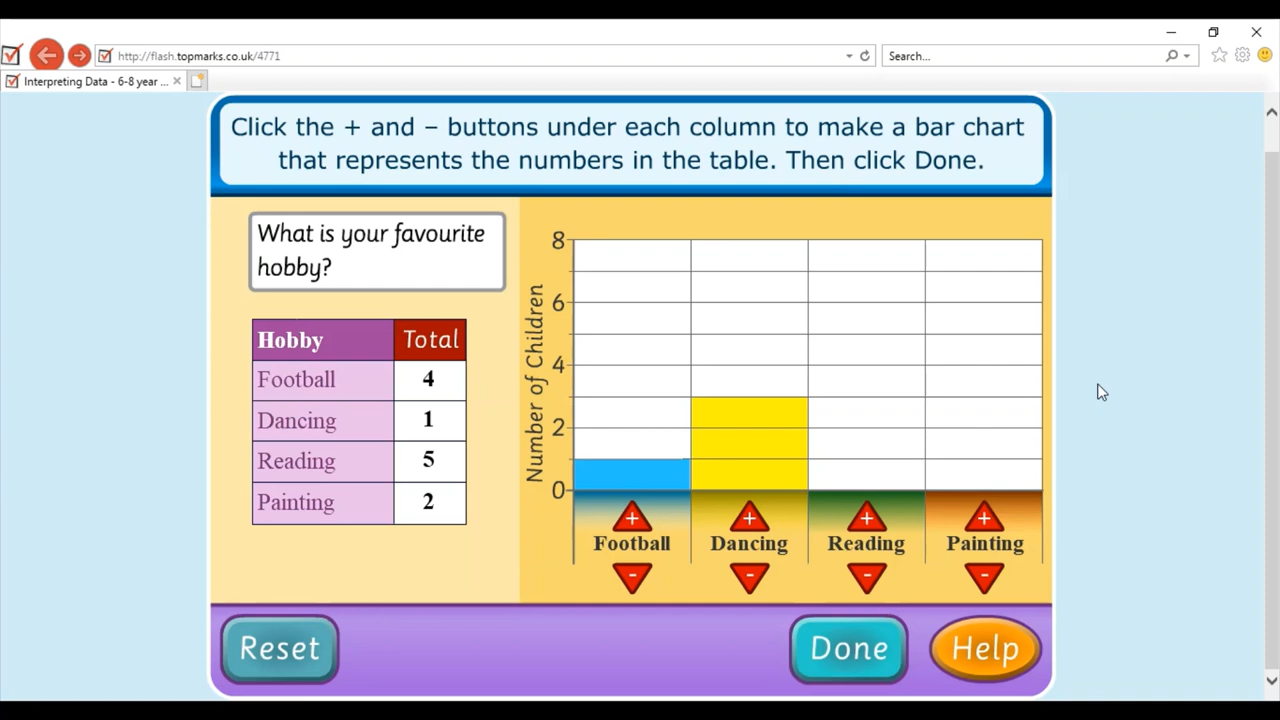 http://flash.topmarks.co.uk/4771
Search...
Interpreting Data - 6-8 year ...
Click the + and – buttons under each column to make a bar chart
that represents the numbers in the table. Then click Done.
What is your favourite
hobby?
Hobby Total
Football 4
Dancing 1
Reading 5
Painting 2
Number of Children
8
6
4
2
0
+ + + +
Football Dancing Reading Painting
- - - -
Reset Done Help